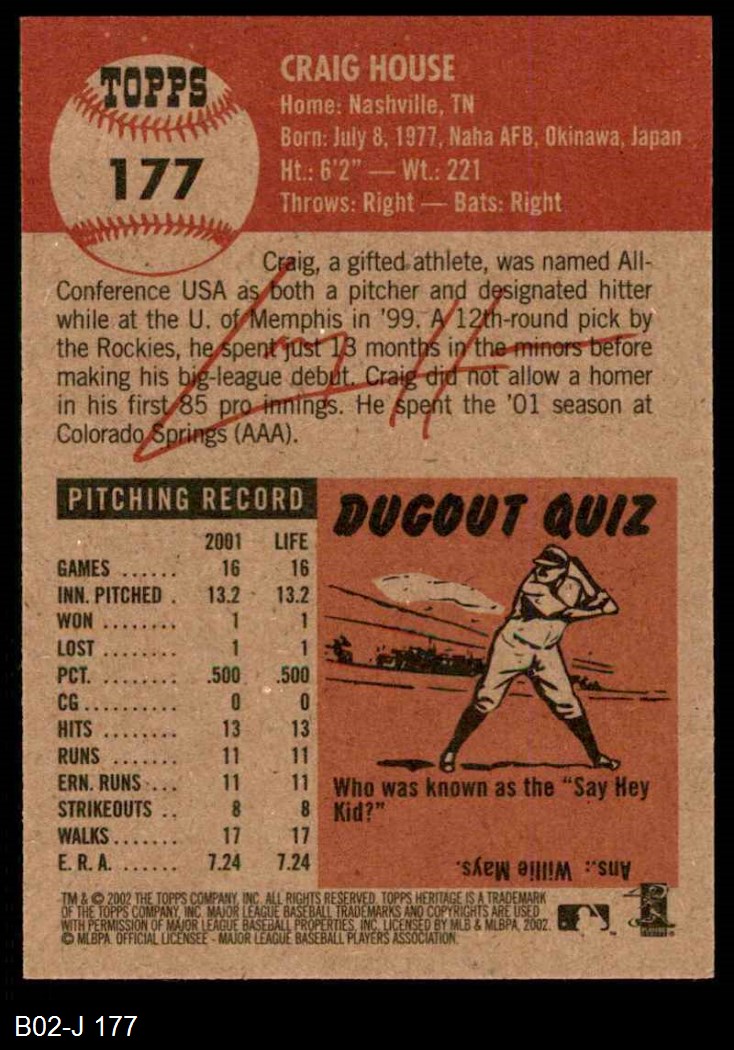 TOPPS
177
CRAIG HOUSE
Home: Nashville, TN
Born: July 8, 1977, Naha AFB, Okinawa, Japan
Ht.: 6'2" — Wt.: 221
Throws: Right — Bats: Right
Craig, a gifted athlete, was named All-
Conference USA as both a pitcher and designated hitter
while at the U. of Memphis in '99. A 12th-round pick by
the Rockies, he spent just 13 months in the minors before
making his big-league debut. Craig did not allow a homer
in his first 85 pro innings. He spent the '01 season at
Colorado Springs (AAA).
PITCHING RECORD
2001 LIFE
GAMES ...... 16 16
INN. PITCHED . 13.2 13.2
WON ........ 1 1
LOST ........ 1 1
PCT. ........ .500 .500
CG .......... 0 0
HITS ........ 13 13
RUNS ....... 11 11
ERN. RUNS ... 11 11
STRIKEOUTS .. 8 8
WALKS ....... 17 17
E. R. A. ...... 7.24 7.24
DUGOUT QUIZ
Who was known as the "Say Hey
Kid?"
Ans.: Willie Mays.
TM & © 2002 THE TOPPS COMPANY, INC. ALL RIGHTS RESERVED. TOPPS HERITAGE IS A TRADEMARK
OF THE TOPPS COMPANY, INC. MAJOR LEAGUE BASEBALL TRADEMARKS AND COPYRIGHTS ARE USED
WITH PERMISSION OF MAJOR LEAGUE BASEBALL PROPERTIES, INC. LICENSED BY MLB & MLBPA, 2002.
© MLBPA. OFFICIAL LICENSEE - MAJOR LEAGUE BASEBALL PLAYERS ASSOCIATION.
B02-J 177